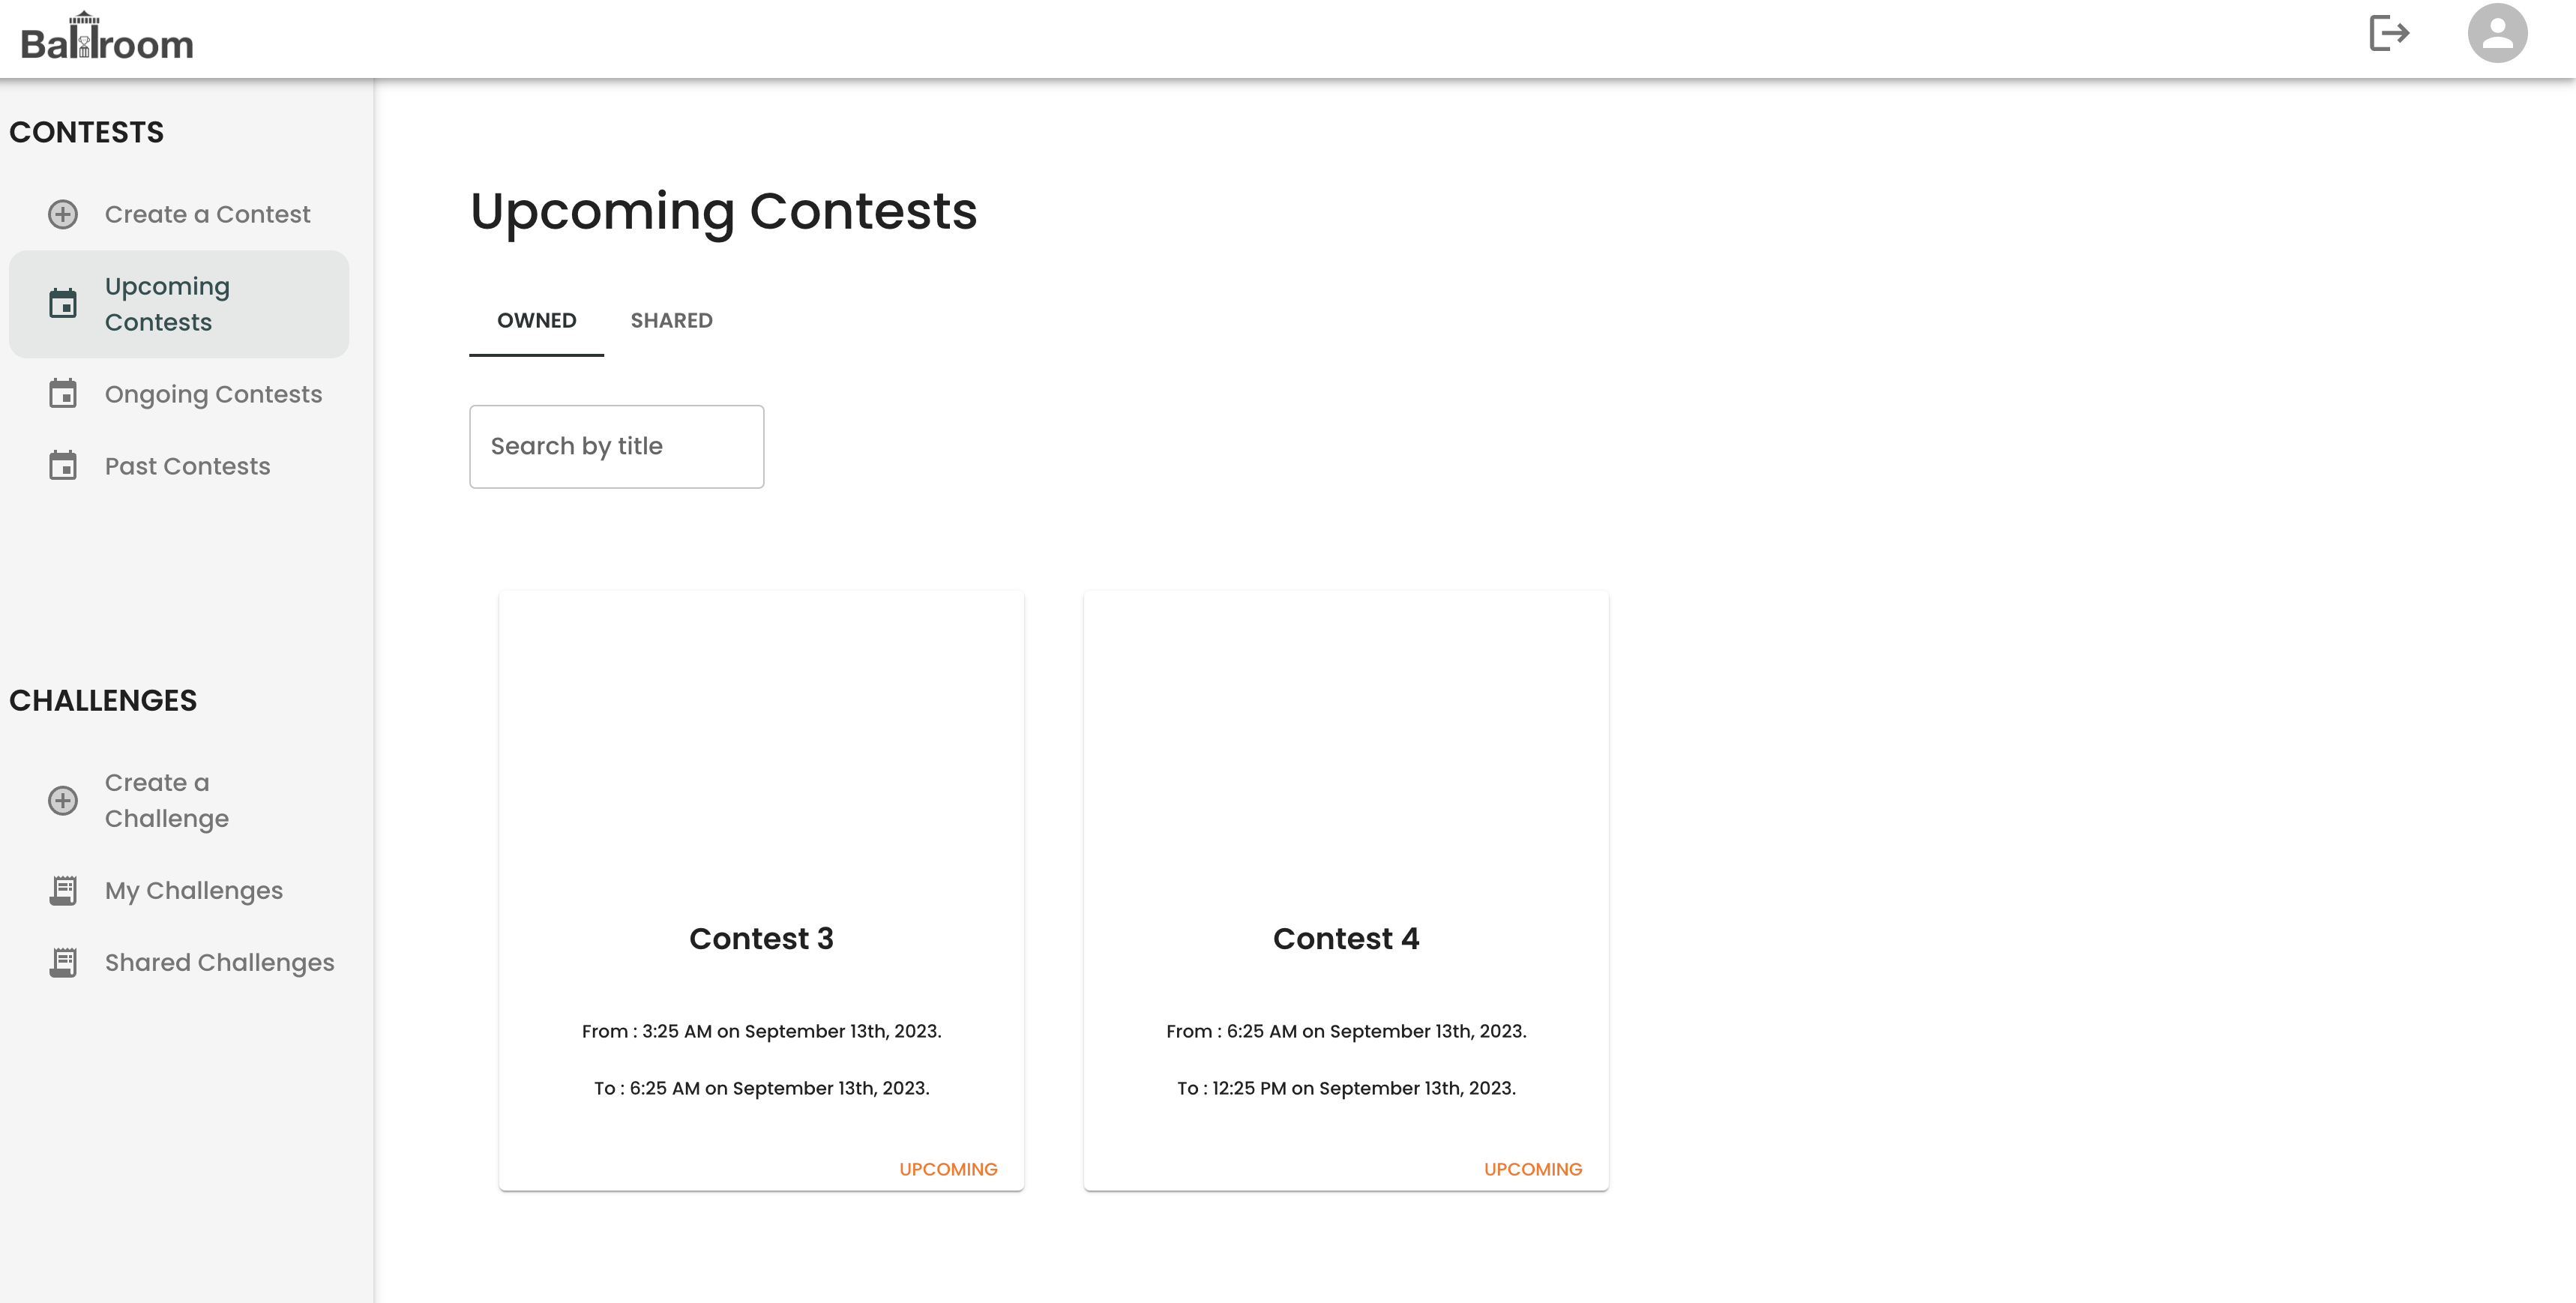 Ballroom
CONTESTS
Create a Contest
Upcoming
Contests
Ongoing Contests
Past Contests
CHALLENGES
Create a
Challenge
My Challenges
Shared Challenges
Upcoming Contests
OWNED SHARED
Search by title
Contest 3
From : 3:25 AM on September 13th, 2023.
To : 6:25 AM on September 13th, 2023.
UPCOMING
Contest 4
From : 6:25 AM on September 13th, 2023.
To : 12:25 PM on September 13th, 2023.
UPCOMING